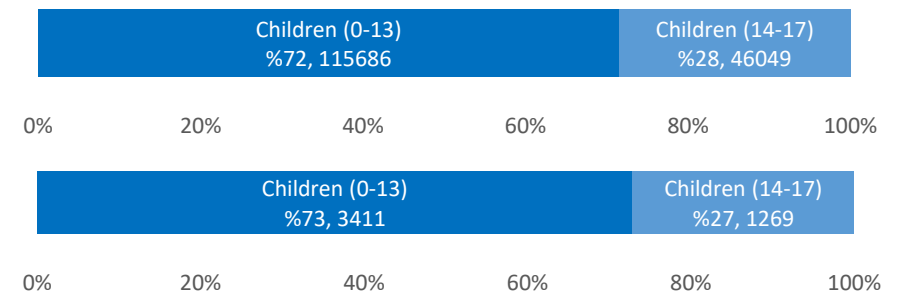 Children (0-13)
%72, 115686
Children (14-17)
%28, 46049
0% 20% 40% 60% 80% 100%
Children (0-13)
%73, 3411
Children (14-17)
%27, 1269
0% 20% 40% 60% 80% 100%